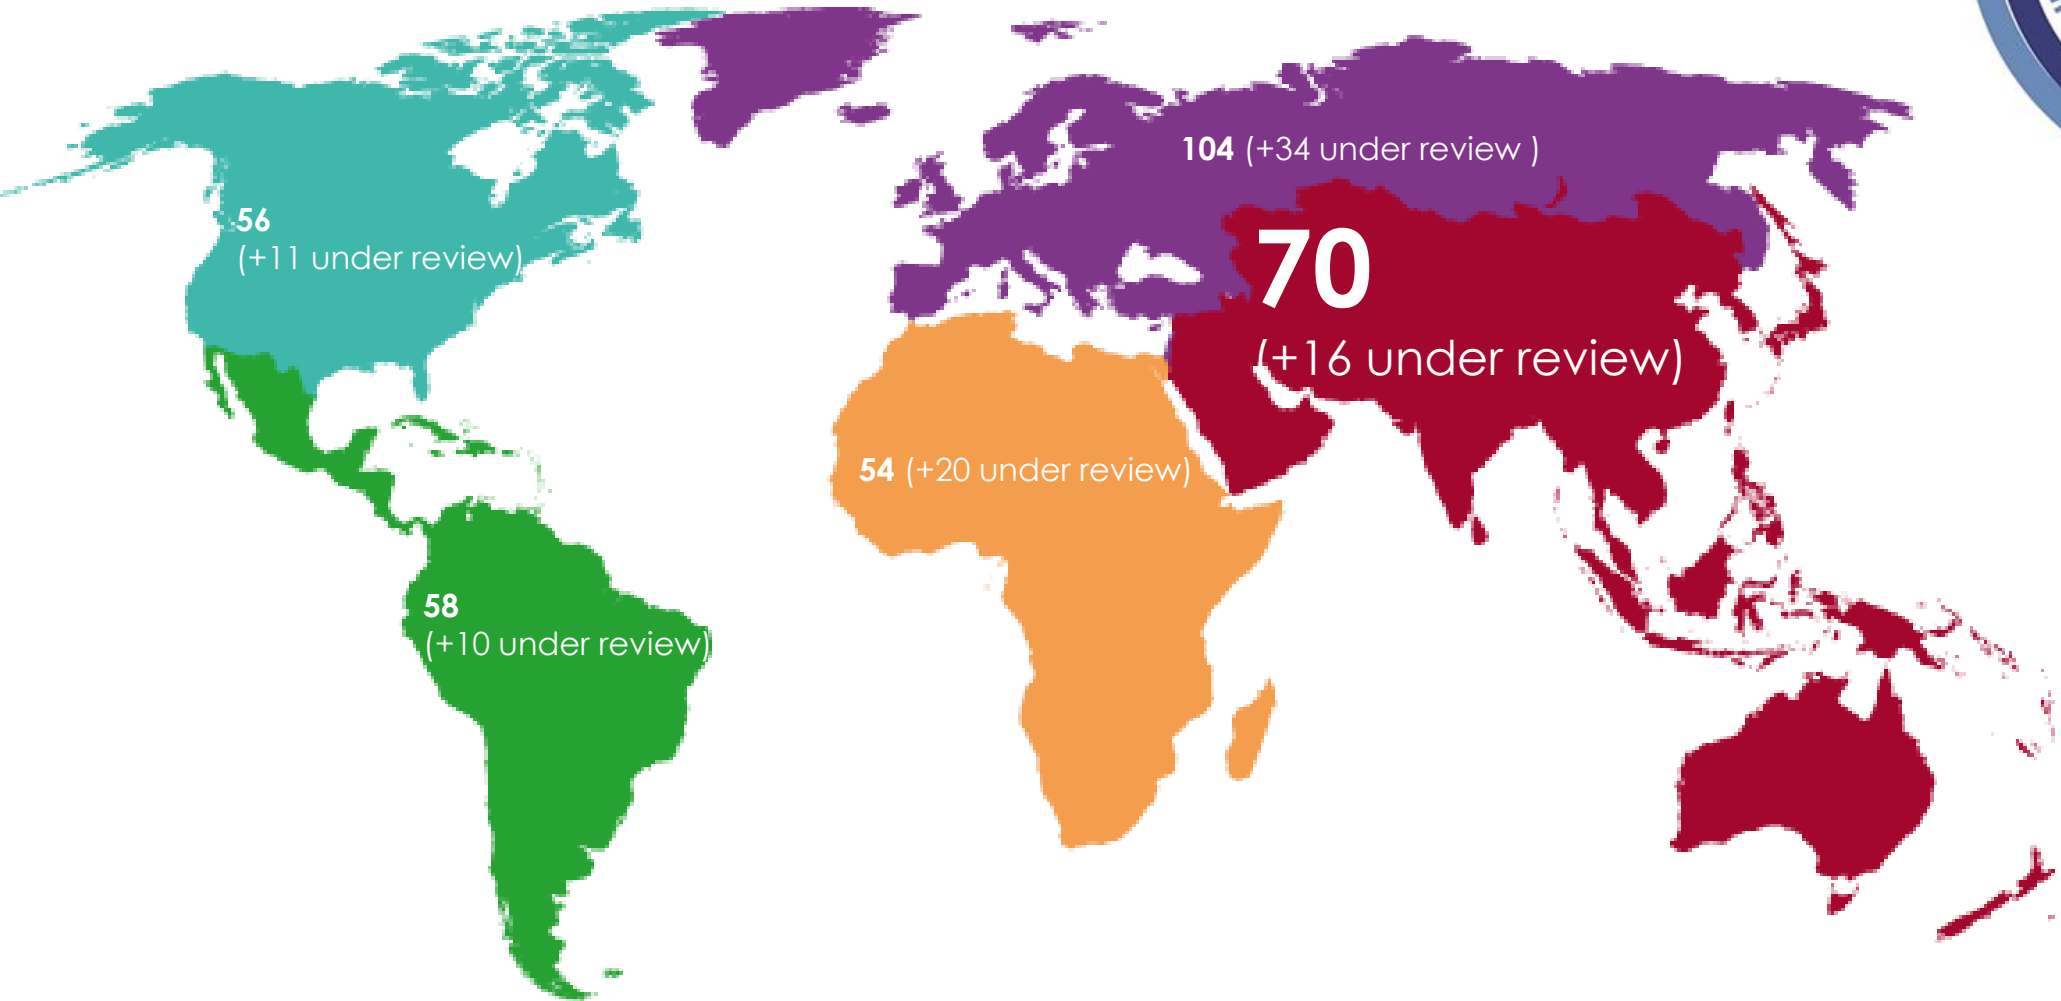 104 (+34 under review )
56
(+11 under review)
70
(+16 under review)
54 (+20 under review)
58
(+10 under review)